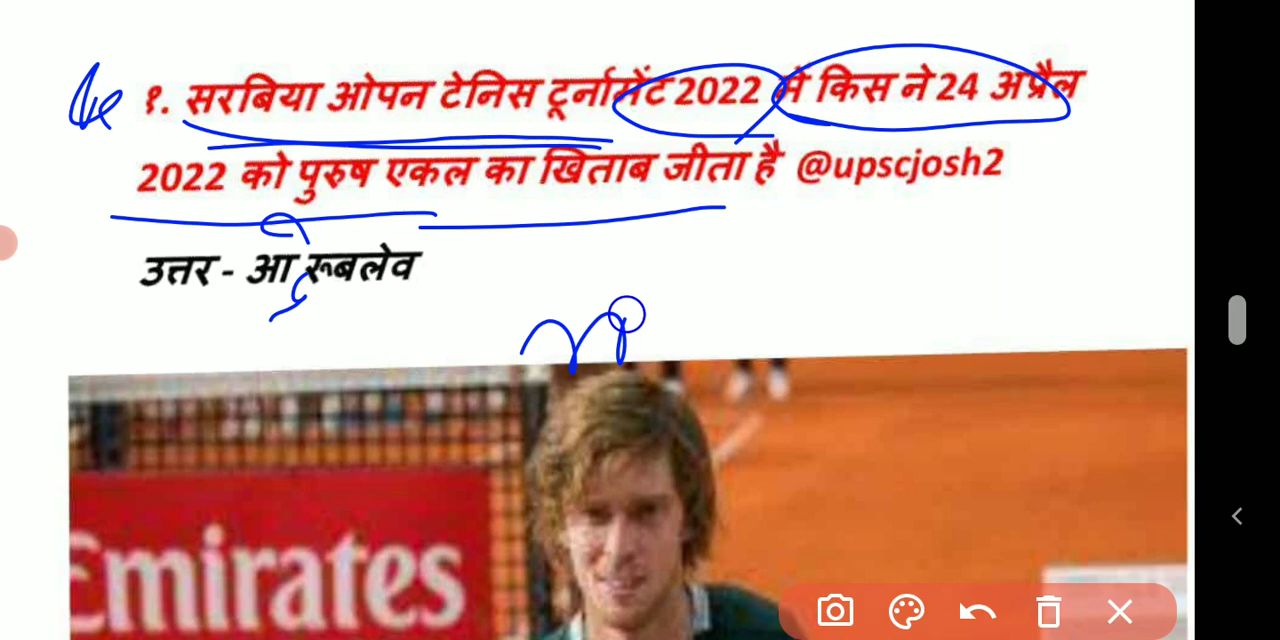 १. सरबिया ओपन टेनिस टूर्नामेंट 2022 में किस ने 24 अप्रैल
2022 को पुरुष एकल का खिताब जीता है @upscjosh2
उत्तर - आ रूबलेव
Emirates